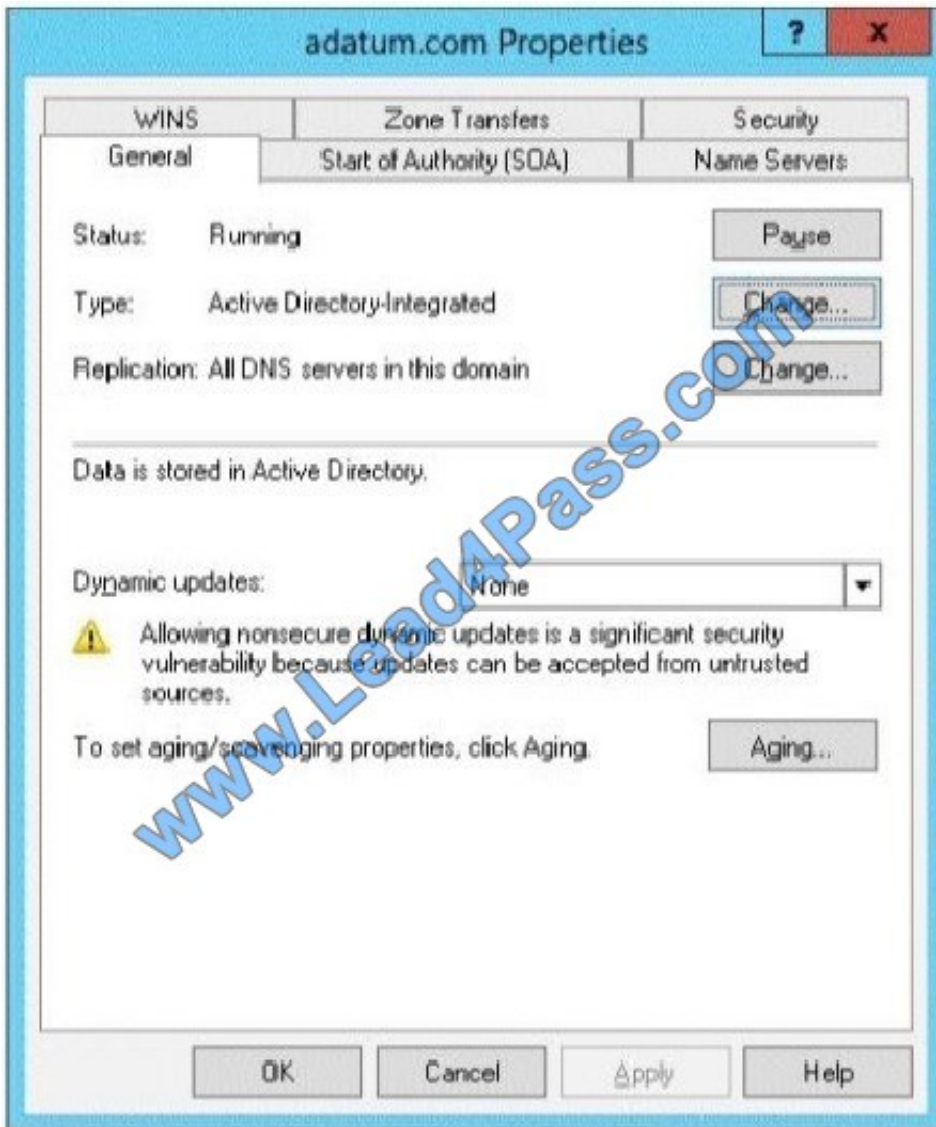 adatum.com Properties
?
x
WINS
Zone Transfers
Security
General
Start of Authority (SOA)
Name Servers
Status: Running
Pause
Type: Active Directory-Integrated
Change...
Replication: All DNS servers in this domain
Change...
Data is stored in Active Directory.
Dynamic updates: None
Allowing nonsecure dynamic updates is a significant security
vulnerability because updates can be accepted from untrusted
sources.
To set aging/scavenging properties, click Aging.
Aging...
OK
Cancel
Apply
Help
www.Lead4Pass.com